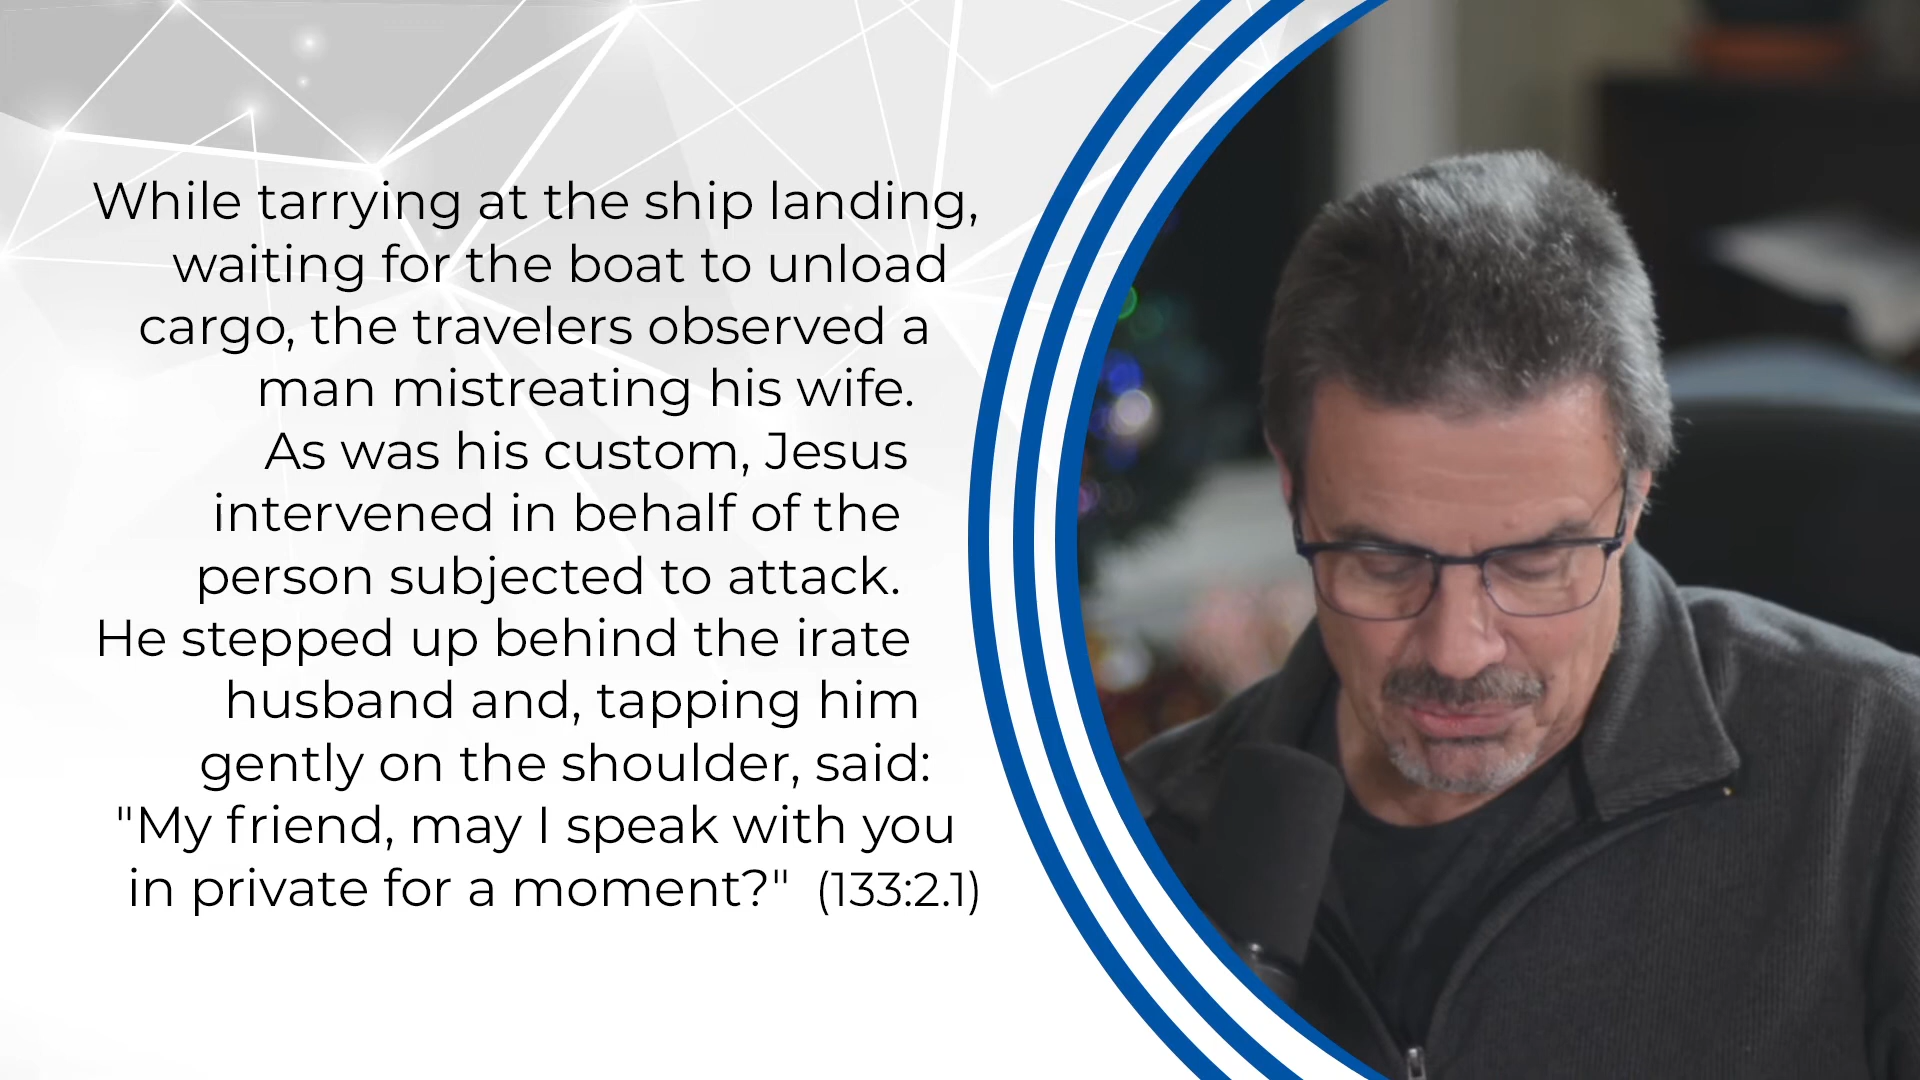 While tarrying at the ship landing,
waiting for the boat to unload
cargo, the travelers observed a
man mistreating his wife.
As was his custom, Jesus
intervened in behalf of the
person subjected to attack.
He stepped up behind the irate
husband and, tapping him
gently on the shoulder, said:
"My friend, may I speak with you
in private for a moment?" (133:2.1)